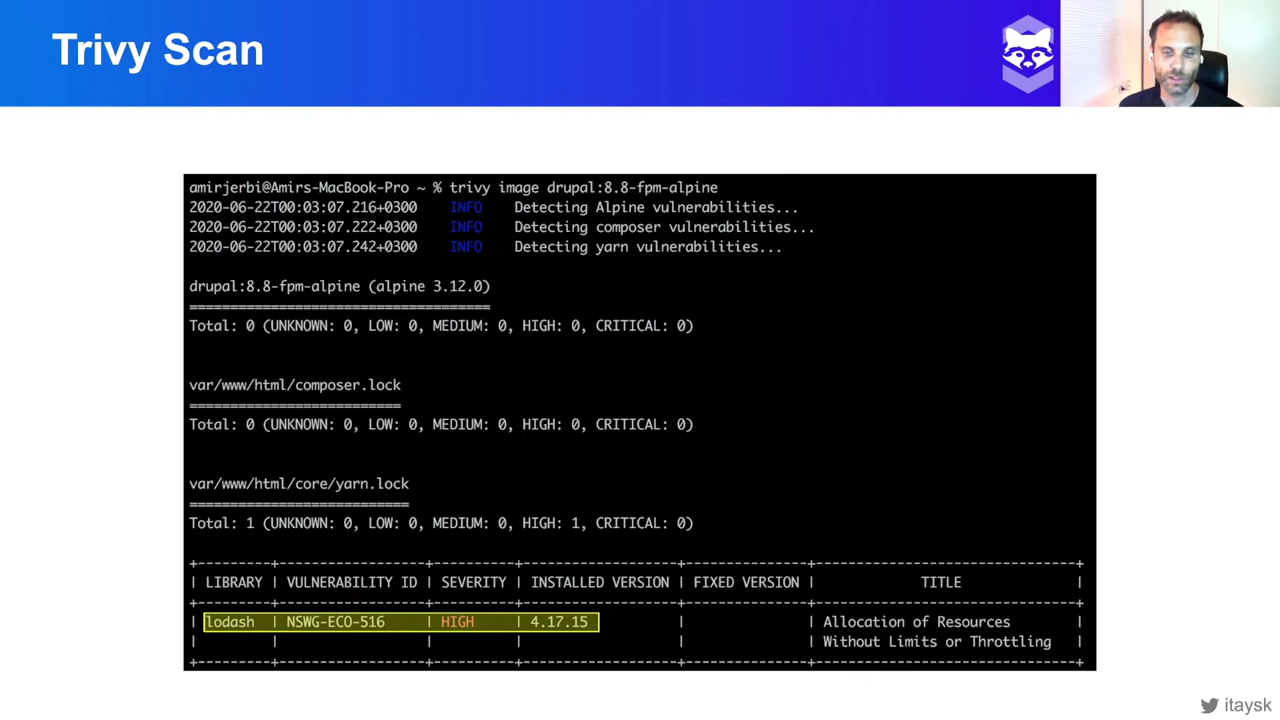 Trivy Scan
amirjerbi@Amirs-MacBook-Pro ~ % trivy image drupal:8.8-fpm-alpine
2020-06-22T00:03:07.216+0300 INFO Detecting Alpine vulnerabilities...
2020-06-22T00:03:07.222+0300 INFO Detecting composer vulnerabilities...
2020-06-22T00:03:07.242+0300 INFO Detecting yarn vulnerabilities...
drupal:8.8-fpm-alpine (alpine 3.12.0)
=====================================
Total: 0 (UNKNOWN: 0, LOW: 0, MEDIUM: 0, HIGH: 0, CRITICAL: 0)
var/www/html/composer.lock
==========================
Total: 0 (UNKNOWN: 0, LOW: 0, MEDIUM: 0, HIGH: 0, CRITICAL: 0)
var/www/html/core/yarn.lock
===========================
Total: 1 (UNKNOWN: 0, LOW: 0, MEDIUM: 0, HIGH: 1, CRITICAL: 0)
+---------+------------------+----------+-------------------+---------------+--------------------------------+
| LIBRARY | VULNERABILITY ID | SEVERITY | INSTALLED VERSION | FIXED VERSION | TITLE |
+---------+------------------+----------+-------------------+---------------+--------------------------------+
| lodash | NSWG-ECO-516 | HIGH | 4.17.15 | | Allocation of Resources |
| | | | | | Without Limits or Throttling |
+---------+------------------+----------+-------------------+---------------+--------------------------------+
itaysk